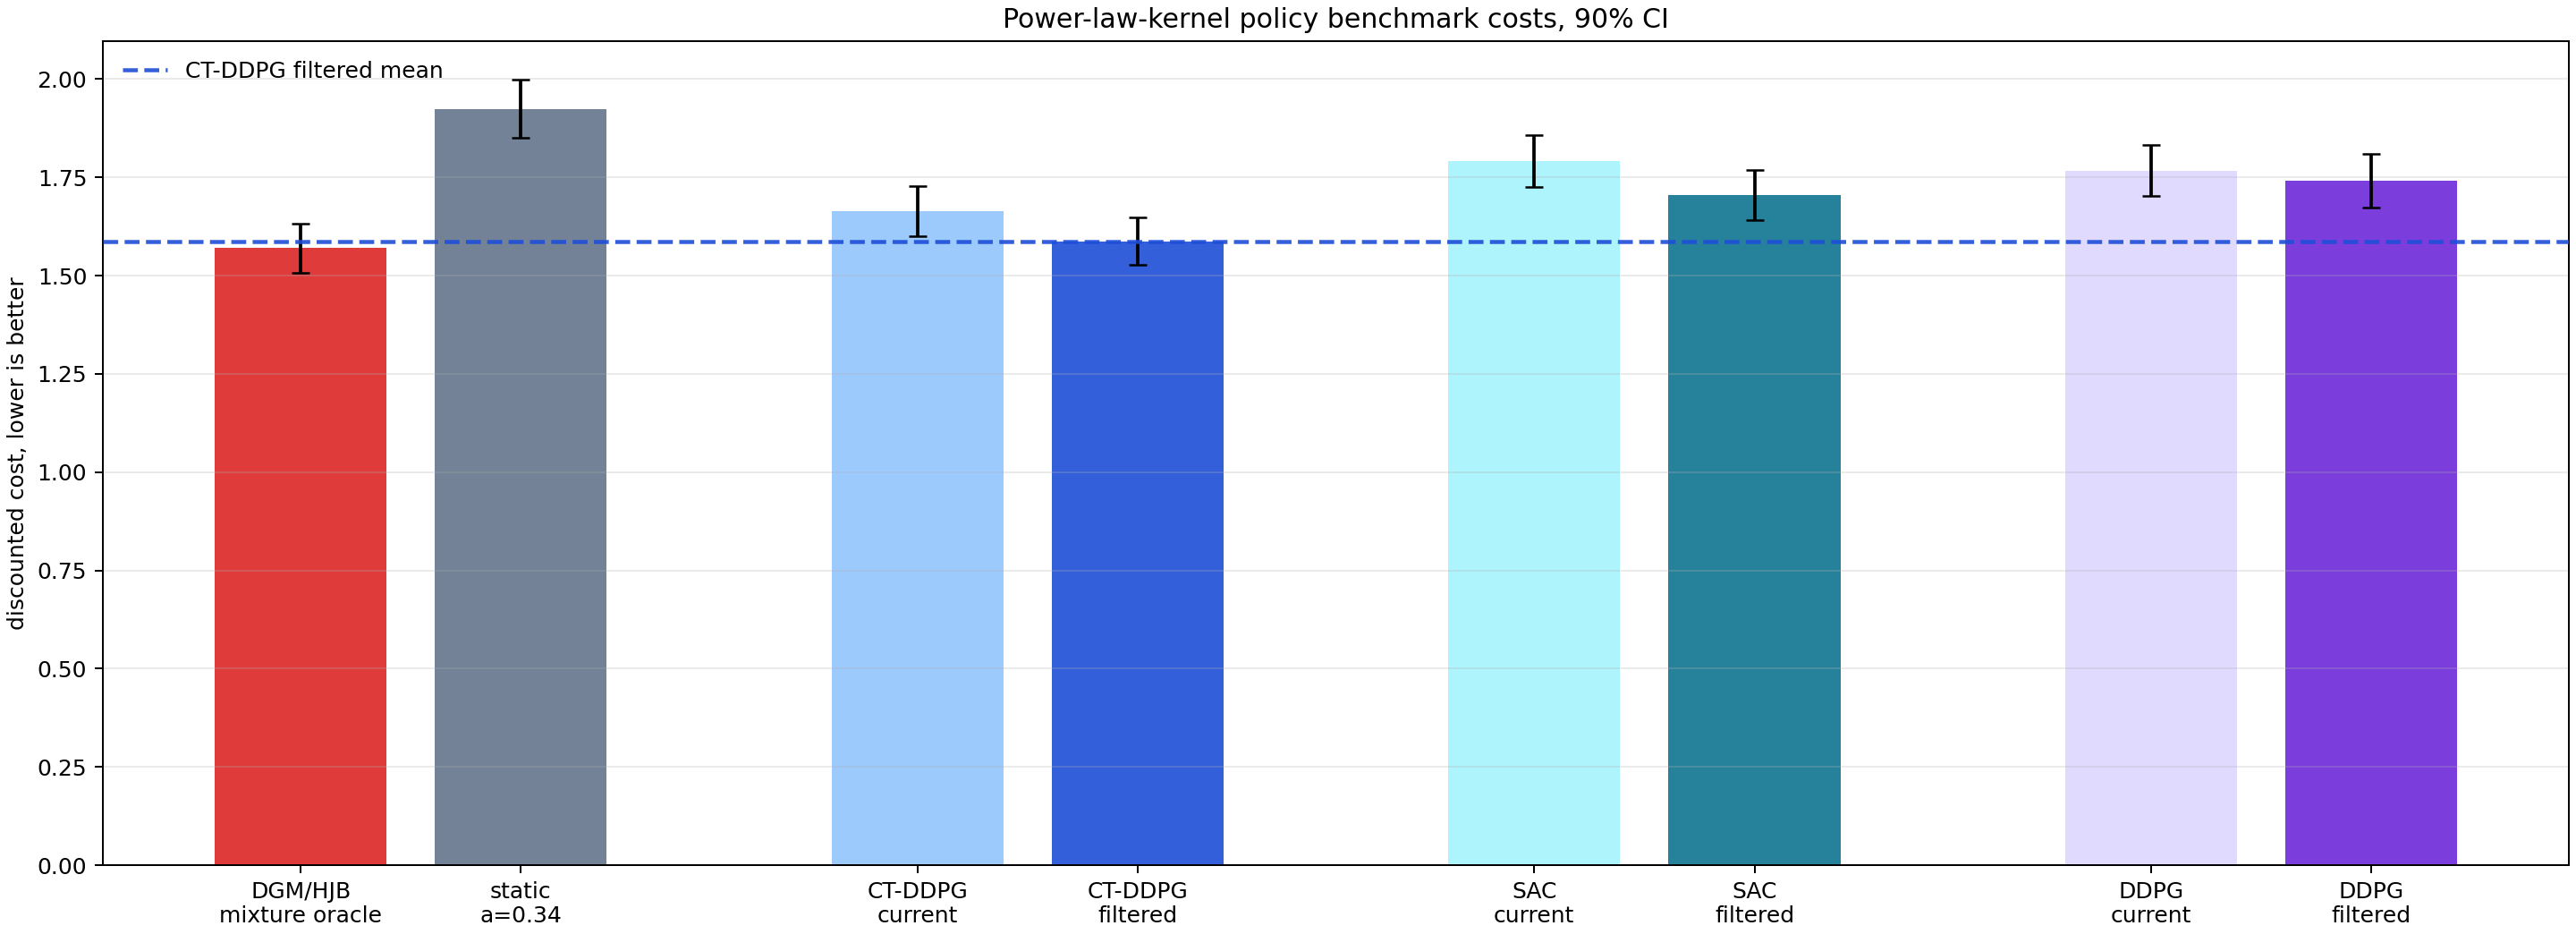 Power-law-kernel policy benchmark costs, 90% CI
CT-DDPG filtered mean
discounted cost, lower is better
2.00
1.75
1.50
1.25
1.00
0.75
0.50
0.25
0.00
DGM/HJB
mixture oracle
static
a=0.34
CT-DDPG
current
CT-DDPG
filtered
SAC
current
SAC
filtered
DDPG
current
DDPG
filtered